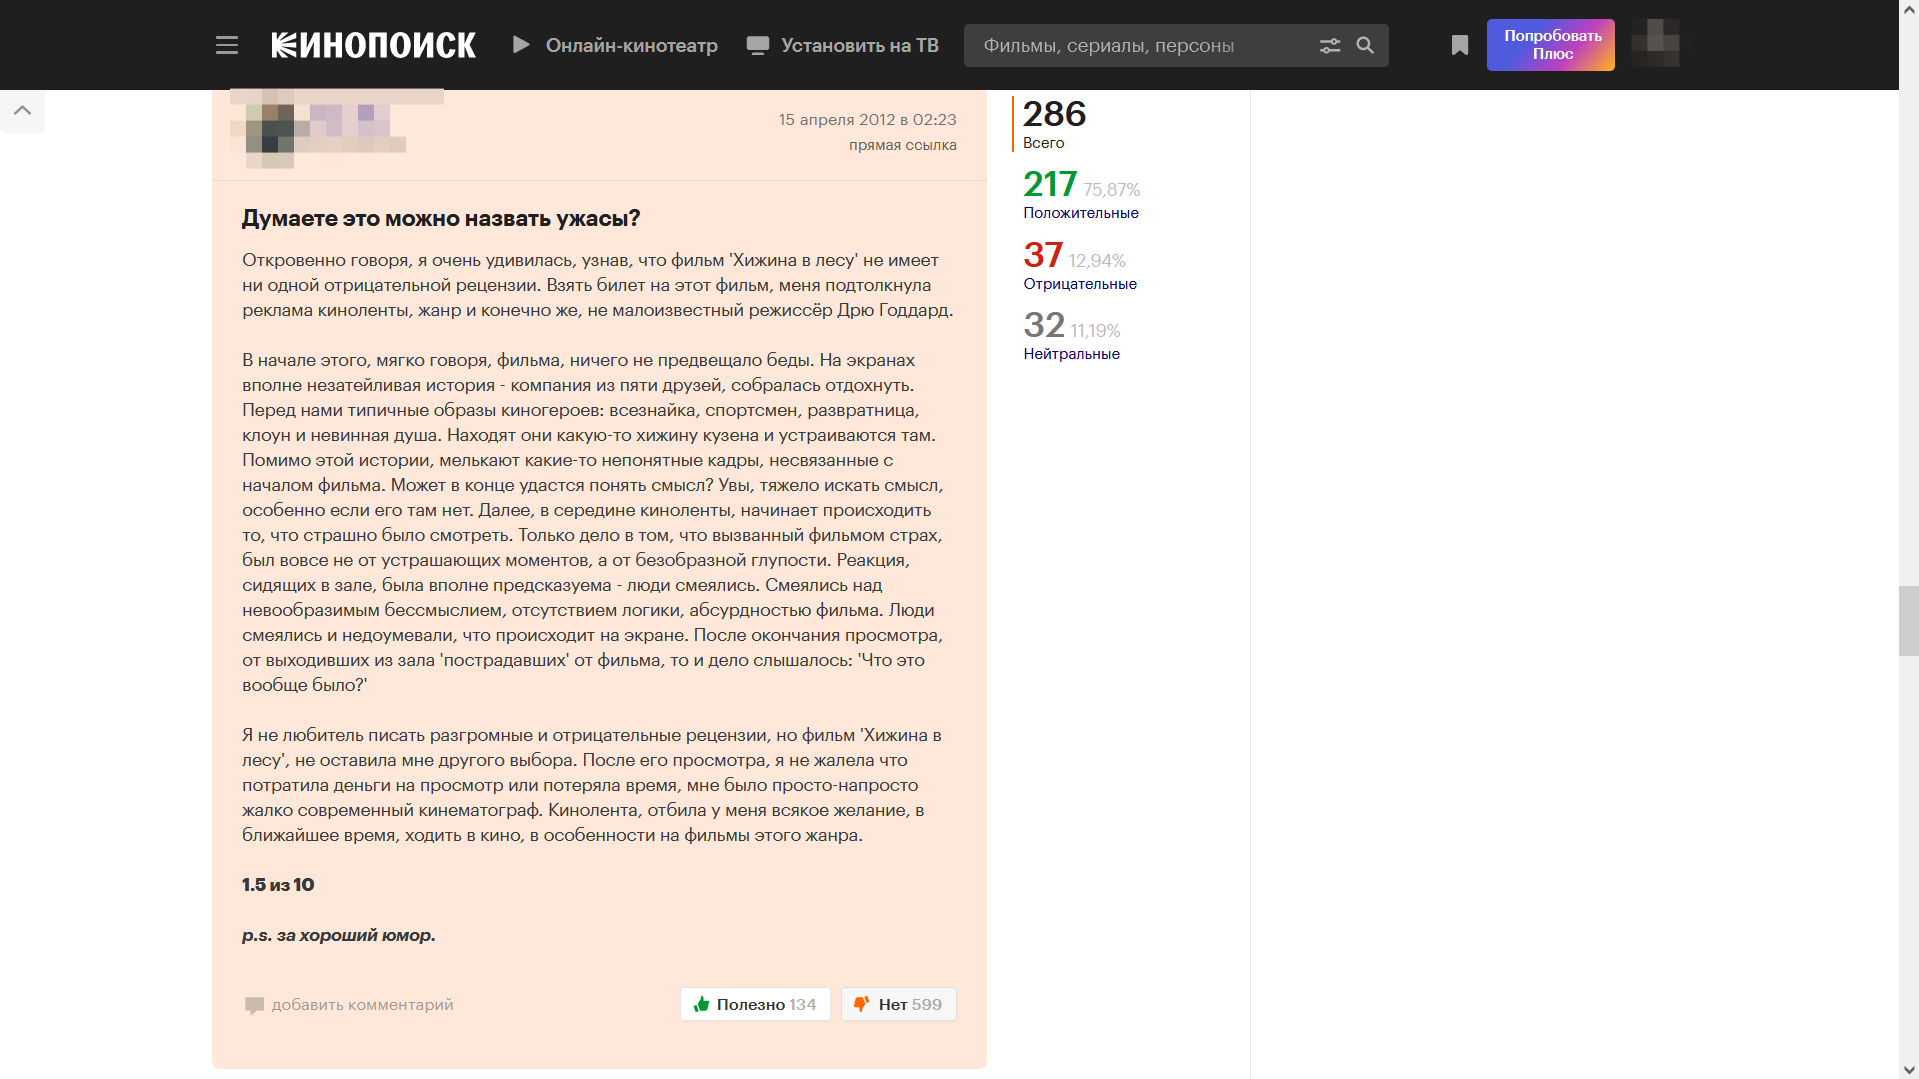 КИНОПОИСК
Онлайн-кинотеатр
Установить на ТВ
Фильмы, сериалы, персоны
Попробовать
Плюс
15 апреля 2012 в 02:23
прямая ссылка
Думаете это можно назвать ужасы?
Откровенно говоря, я очень удивилась, узнав, что фильм 'Хижина в лесу' не имеет
ни одной отрицательной рецензии. Взять билет на этот фильм, меня подтолкнула
реклама киноленты, жанр и конечно же, не малоизвестный режиссёр Дрю Годдард.
В начале этого, мягко говоря, фильма, ничего не предвещало беды. На экранах
вполне незатейливая история - компания из пяти друзей, собралась отдохнуть.
Перед нами типичные образы киногероев: всезнайка, спортсмен, развратница,
клоун и невинная душа. Находят они какую-то хижину кузена и устраиваются там.
Помимо этой истории, мелькают какие-то непонятные кадры, несвязанные с
началом фильма. Может в конце удастся понять смысл? Увы, тяжело искать смысл,
особенно если его там нет. Далее, в середине киноленты, начинает происходить
то, что страшно было смотреть. Только дело в том, что вызванный фильмом страх,
был вовсе не от устрашающих моментов, а от безобразной глупости. Реакция,
сидящих в зале, была вполне предсказуема - люди смеялись. Смеялись над
невообразимым бессмыслием, отсутствием логики, абсурдностью фильма. Люди
смеялись и недоумевали, что происходит на экране. После окончания просмотра,
от выходивших из зала 'пострадавших' от фильма, то и дело слышалось: 'Что это
вообще было?'
Я не любитель писать разгромные и отрицательные рецензии, но фильм 'Хижина в
лесу', не оставила мне другого выбора. После его просмотра, я не жалела что
потратила деньги на просмотр или потеряла время, мне было просто-напросто
жалко современный кинематограф. Кинолента, отбила у меня всякое желание, в
ближайшее время, ходить в кино, в особенности на фильмы этого жанра.
1.5 из 10
p.s. за хороший юмор.
добавить комментарий
Полезно 134
Нет 599
286
Всего
217 75,87%
Положительные
37 12,94%
Отрицательные
32 11,19%
Нейтральные